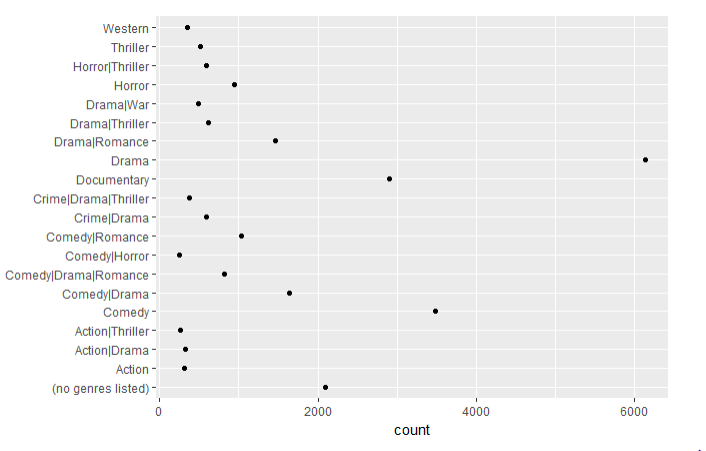 Western
Thriller
Horror|Thriller
Horror
Drama|War
Drama|Thriller
Drama|Romance
Drama
Documentary
Crime|Drama|Thriller
Crime|Drama
Comedy|Romance
Comedy|Horror
Comedy|Drama|Romance
Comedy|Drama
Comedy
Action|Thriller
Action|Drama
Action
(no genres listed)
0 2000 4000 6000
count